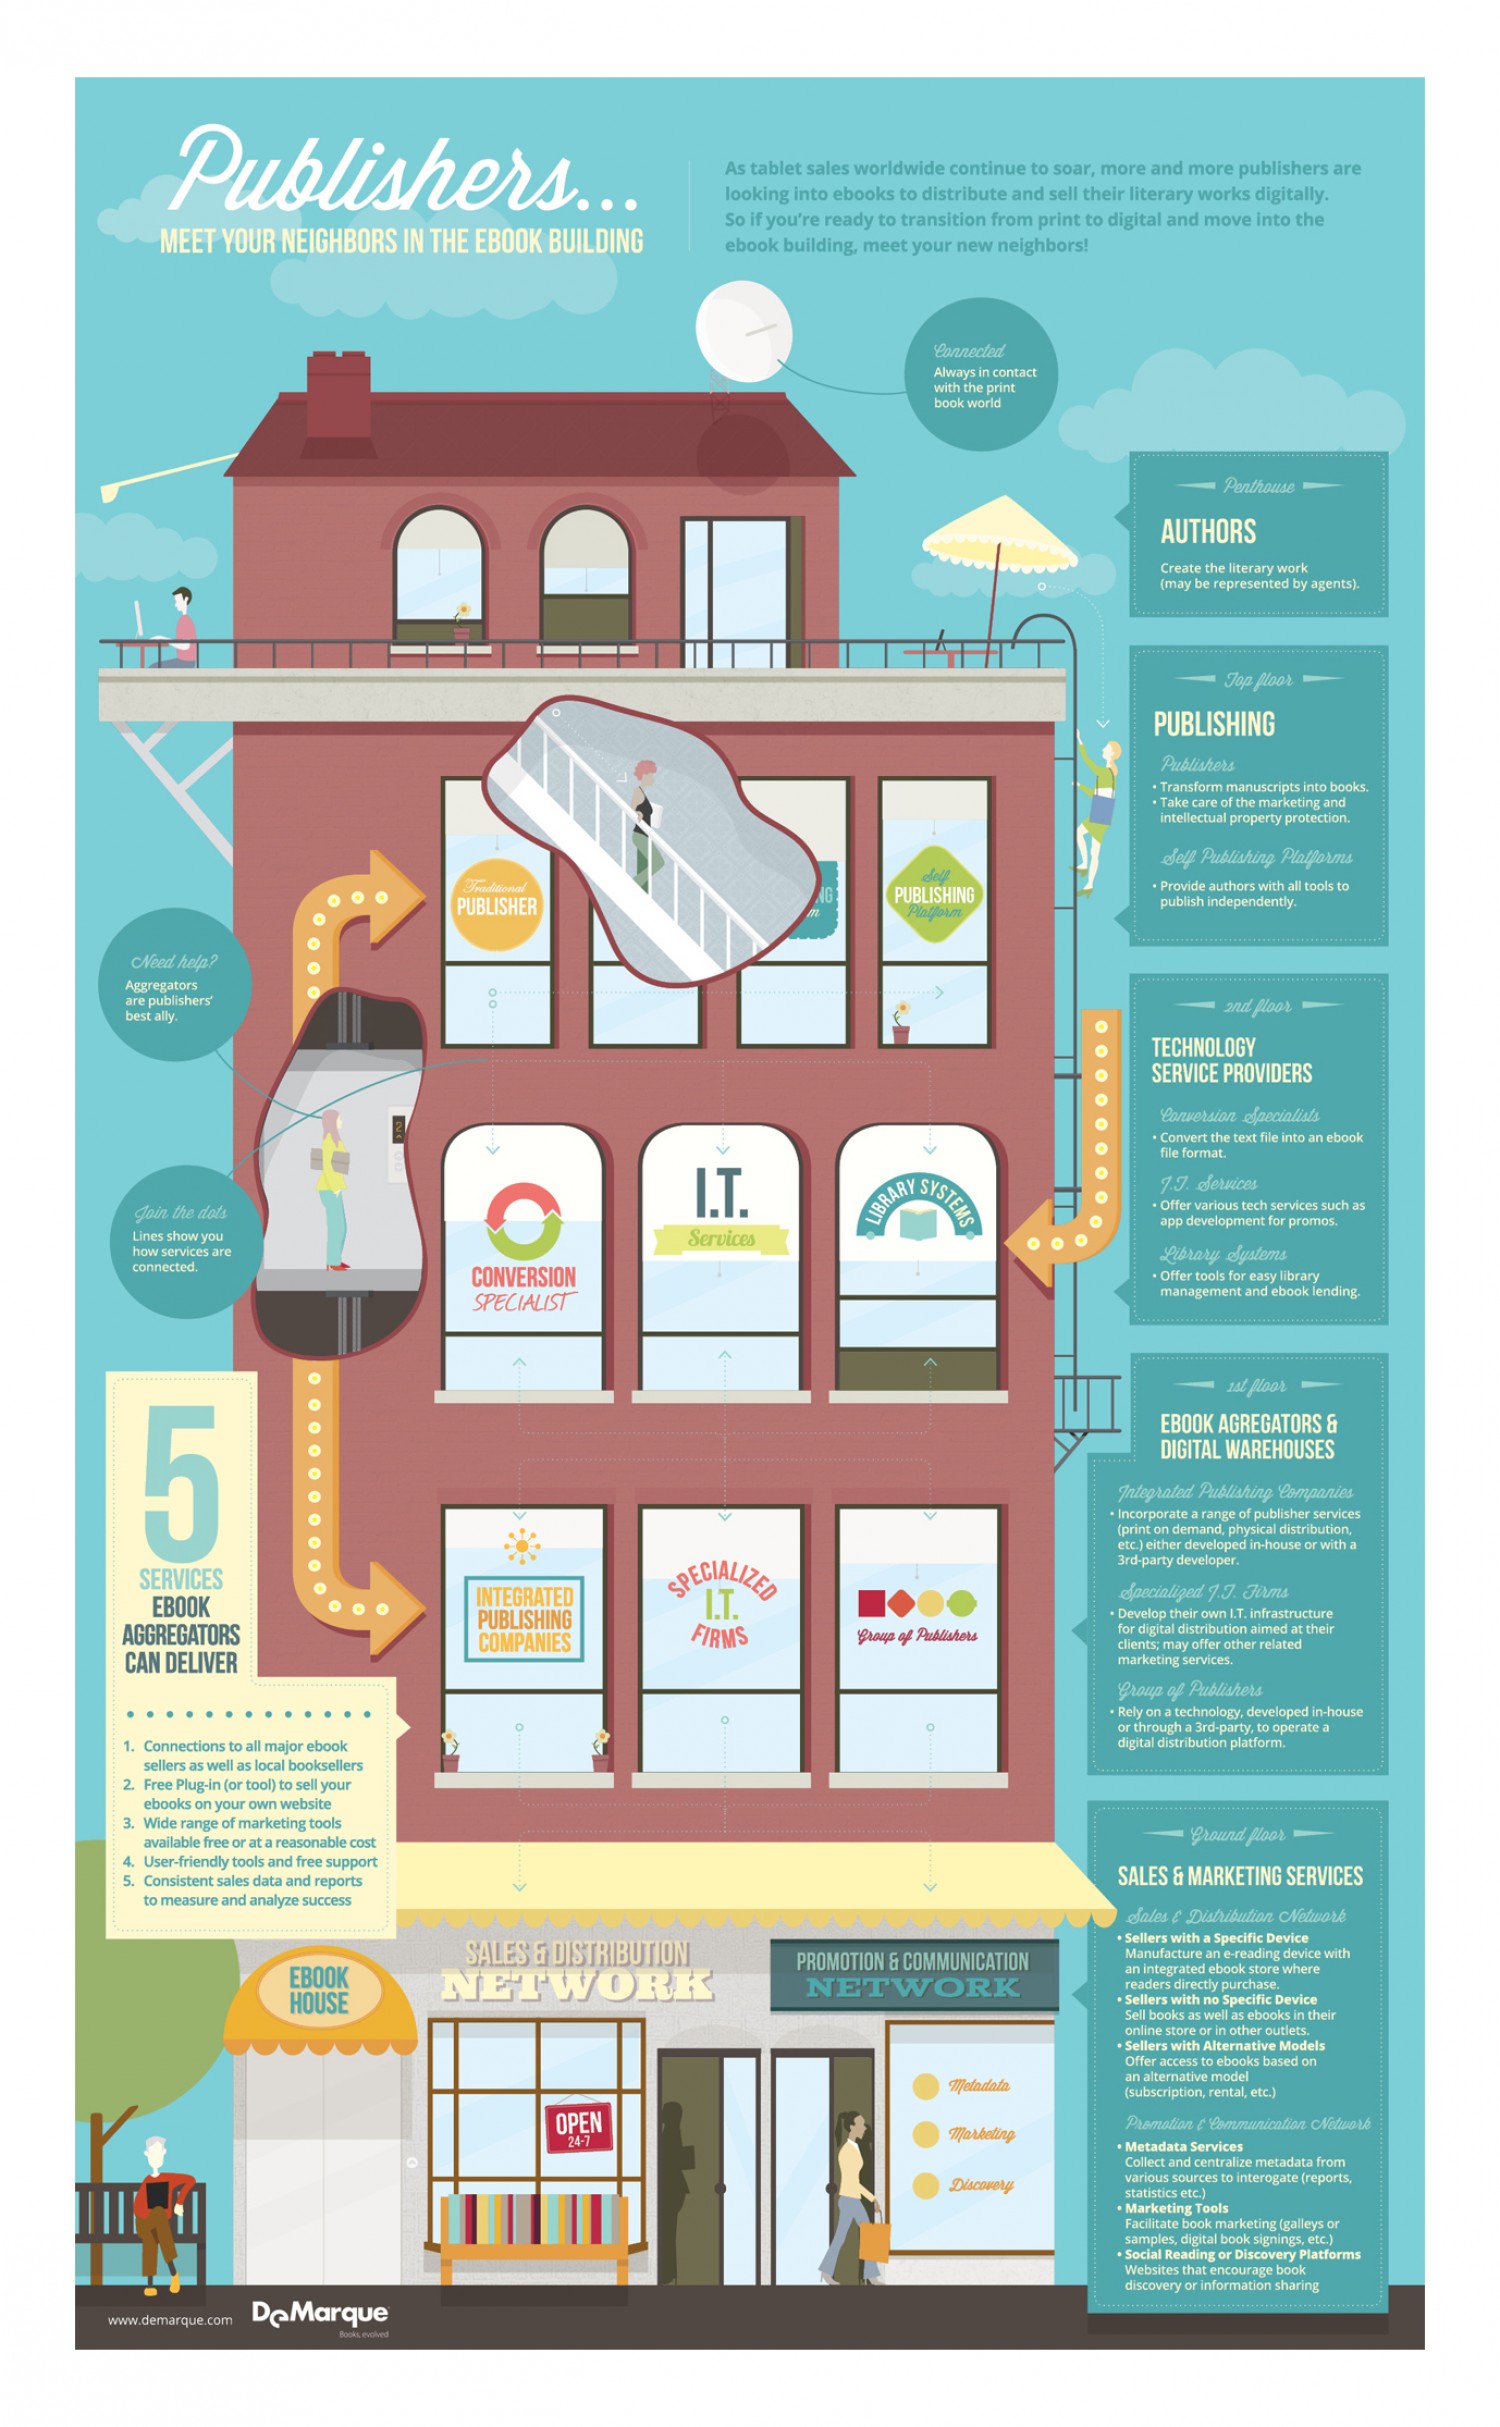 Publishers...
MEET YOUR NEIGHBORS IN THE EBOOK BUILDING
As tablet sales worldwide continue to soar, more and more publishers are
looking into ebooks to distribute and sell their literary works digitally.
So if you're ready to transition from print to digital and move into the
ebook building, meet your new neighbors!
Connected
Always in contact
with the print
book world
Penthouse
AUTHORS
Create the literary work
(may be represented by agents).
Top floor
PUBLISHING
Publishers
• Transform manuscripts into books.
• Take care of the marketing and
intellectual property protection.
Self Publishing Platforms
• Provide authors with all tools to
publish independently.
Traditional
PUBLISHER
NG
m
Self
PUBLISHING
Platform
Need help?
Aggregators
are publishers'
best ally.
Join the dots
Lines show you
how services are
connected.
2
2nd floor
TECHNOLOGY
SERVICE PROVIDERS
Conversion Specialists
• Convert the text file into an ebook
file format.
I.T. Services
• Offer various tech services such as
app development for promos.
Library Systems
• Offer tools for easy library
management and ebook lending.
CONVERSION
SPECIALIST
I.T.
Services
LIBRARY SYSTEMS
1st floor
EBOOK AGREGATORS &
DIGITAL WAREHOUSES
Integrated Publishing Companies
• Incorporate a range of publisher services
(print on demand, physical distribution,
etc.) either developed in-house or with a
3rd-party developer.
Specialized I.T. Firms
• Develop their own I.T. infrastructure
for digital distribution aimed at their
clients; may offer other related
marketing services.
Group of Publishers
• Rely on a technology, developed in-house
or through a 3rd-party, to operate a
digital distribution platform.
INTEGRATED
PUBLISHING
COMPANIES
SPECIALIZED
I.T.
FIRMS
Group of Publishers
5
SERVICES
EBOOK
AGGREGATORS
CAN DELIVER
1. Connections to all major ebook
sellers as well as local booksellers
2. Free Plug-in (or tool) to sell your
ebooks on your own website
3. Wide range of marketing tools
available free or at a reasonable cost
4. User-friendly tools and free support
5. Consistent sales data and reports
to measure and analyze success
Ground floor
SALES & MARKETING SERVICES
Sales & Distribution Network
• Sellers with a Specific Device
Manufacture an e-reading device with
an integrated ebook store where
readers directly purchase.
• Sellers with no Specific Device
Sell books as well as ebooks in their
online store or in other outlets.
• Sellers with Alternative Models
Offer access to ebooks based on
an alternative model
(subscription, rental, etc.)
Promotion & Communication Network
• Metadata Services
Collect and centralize metadata from
various sources to interogate (reports,
statistics etc.)
• Marketing Tools
Facilitate book marketing (galleys or
samples, digital book signings, etc.)
• Social Reading or Discovery Platforms
Websites that encourage book
discovery or information sharing
EBOOK
HOUSE
SALES & DISTRIBUTION
NETWORK
PROMOTION & COMMUNICATION
NETWORK
OPEN
24-7
Metadata
Marketing
Discovery
www.demarque.com
DeMarque
Books, evolved